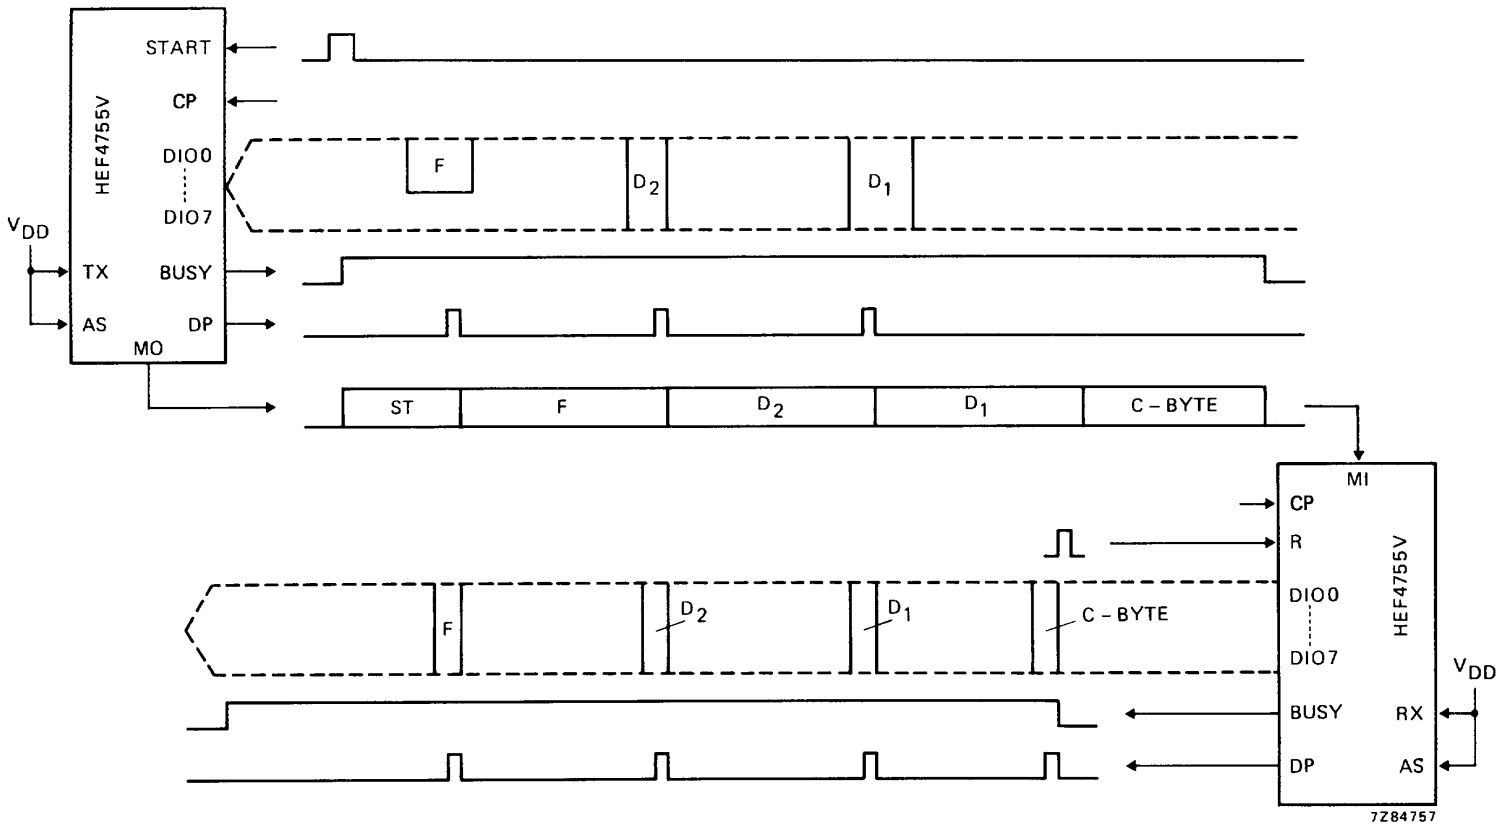 START
CP
HEF4755V
DIO0
DIO7
F
D2
D1
VDD
TX
BUSY
AS
DP
MO
ST
F
D2
D1
C-BYTE
MI
CP
R
HEF4755V
DIO0
DIO7
F
D2
D1
C-BYTE
VDD
BUSY
RX
DP
AS
7Z84757